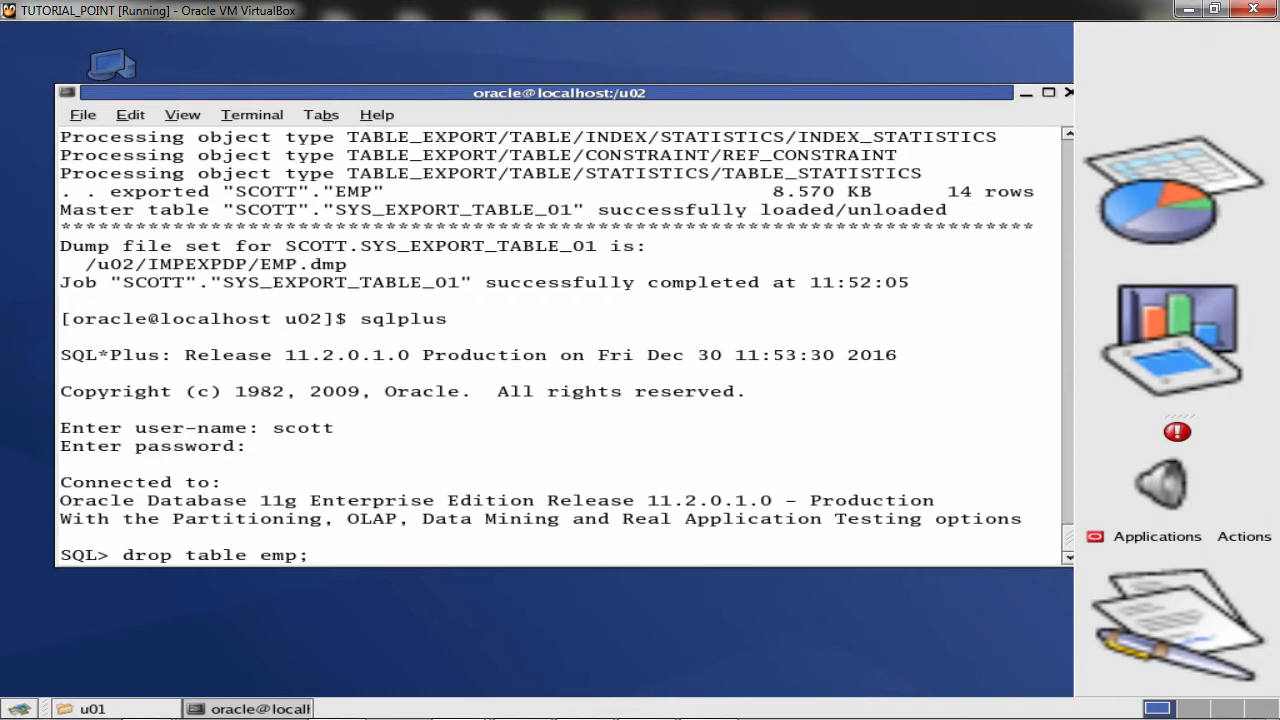 TUTORIAL_POINT [Running] - Oracle VM VirtualBox
oracle@localhost:/u02
File Edit View Terminal Tabs Help
Processing object type TABLE_EXPORT/TABLE/INDEX/STATISTICS/INDEX_STATISTICS
Processing object type TABLE_EXPORT/TABLE/CONSTRAINT/REF_CONSTRAINT
Processing object type TABLE_EXPORT/TABLE/STATISTICS/TABLE_STATISTICS
. . exported "SCOTT"."EMP" 8.570 KB 14 rows
Master table "SCOTT"."SYS_EXPORT_TABLE_01" successfully loaded/unloaded
******************************************************************************
Dump file set for SCOTT.SYS_EXPORT_TABLE_01 is:
/u02/IMPEXPDP/EMP.dmp
Job "SCOTT"."SYS_EXPORT_TABLE_01" successfully completed at 11:52:05
[oracle@localhost u02]$ sqlplus
SQL*Plus: Release 11.2.0.1.0 Production on Fri Dec 30 11:53:30 2016
Copyright (c) 1982, 2009, Oracle. All rights reserved.
Enter user-name: scott
Enter password:
Connected to:
Oracle Database 11g Enterprise Edition Release 11.2.0.1.0 - Production
With the Partitioning, OLAP, Data Mining and Real Application Testing options
SQL> drop table emp;
Applications Actions
u01
oracle@locall